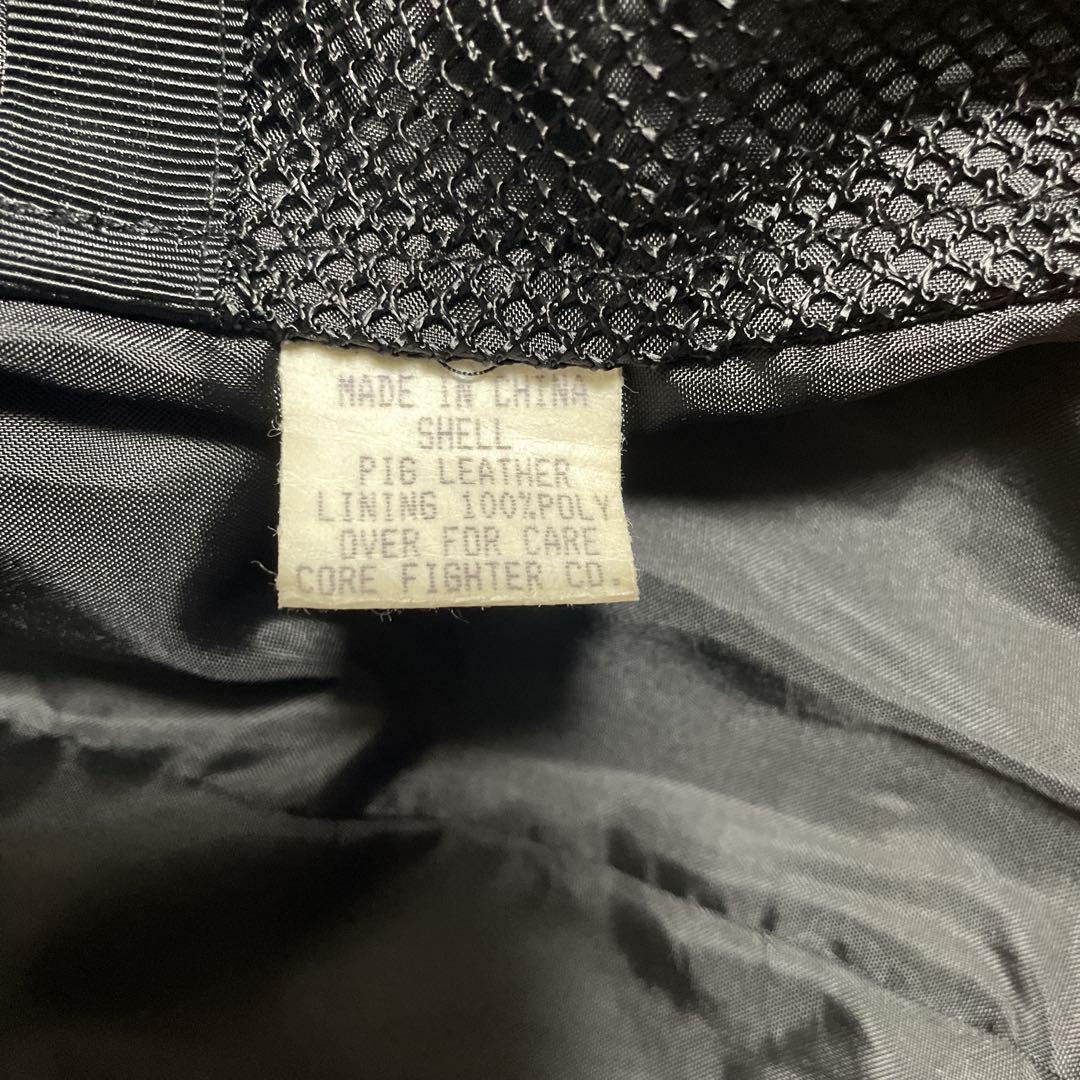 MADE IN CHINA
SHELL
PIG LEATHER
LINING 100%POLY
OVER FOR CARE
CORE FIGHTER CO.